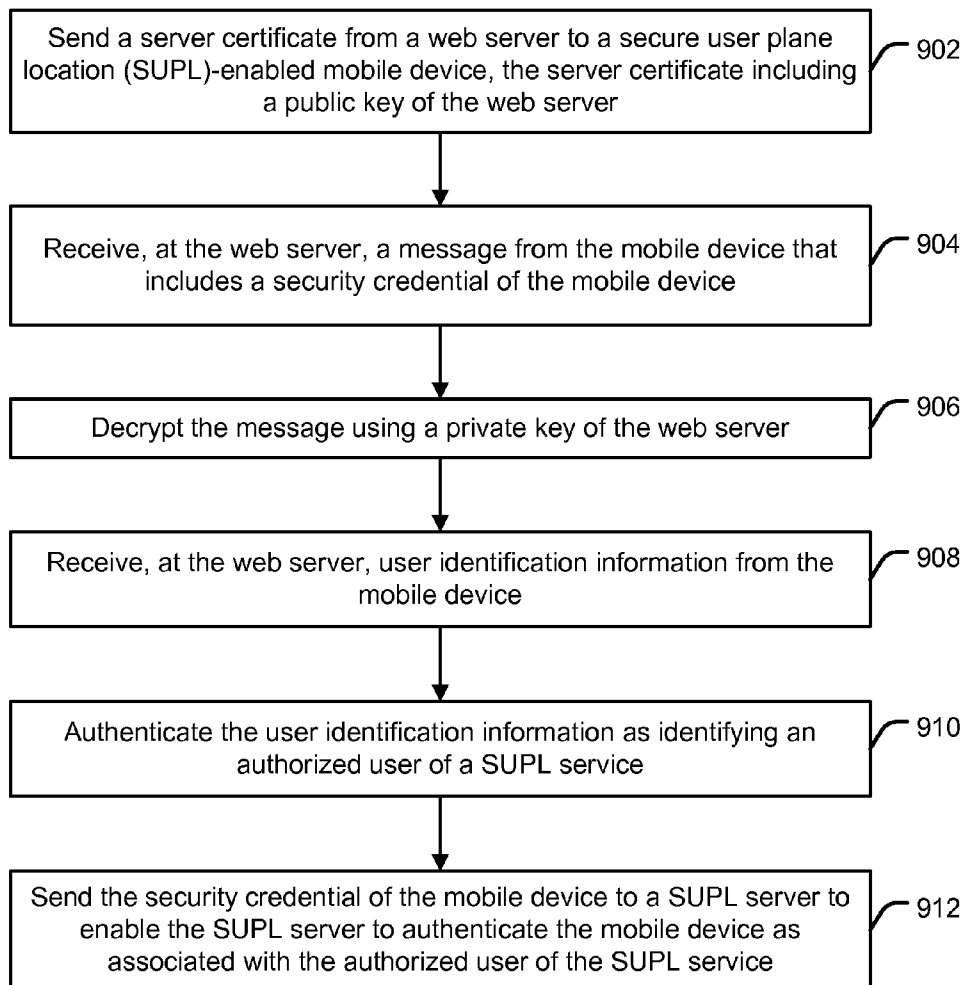 Send a server certificate from a web server to a secure user plane
location (SUPL)-enabled mobile device, the server certificate including
a public key of the web server
902
Receive, at the web server, a message from the mobile device that
includes a security credential of the mobile device
904
Decrypt the message using a private key of the web server
906
Receive, at the web server, user identification information from the
mobile device
908
Authenticate the user identification information as identifying an
authorized user of a SUPL service
910
Send the security credential of the mobile device to a SUPL server to
enable the SUPL server to authenticate the mobile device as
associated with the authorized user of the SUPL service
912